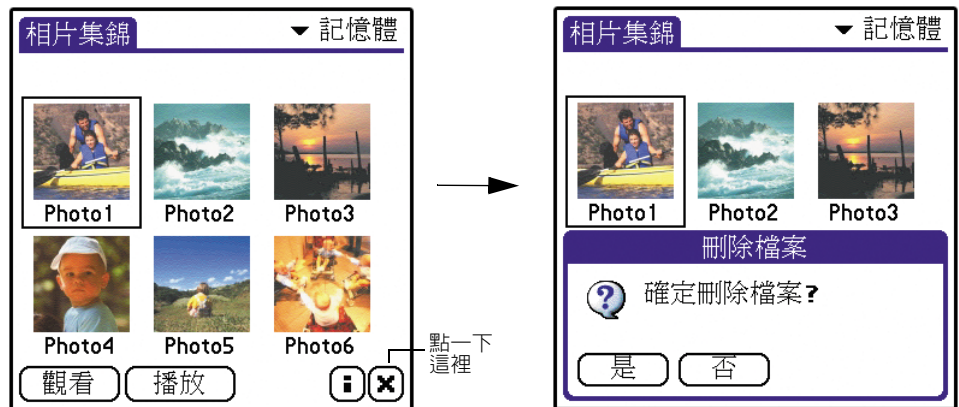 相片集錦 記憶體
Photo1 Photo2 Photo3
Photo4 Photo5 Photo6
觀看 播放
點一下
這裡
相片集錦 記憶體
Photo1 Photo2 Photo3
刪除檔案
確定刪除檔案?
是 否